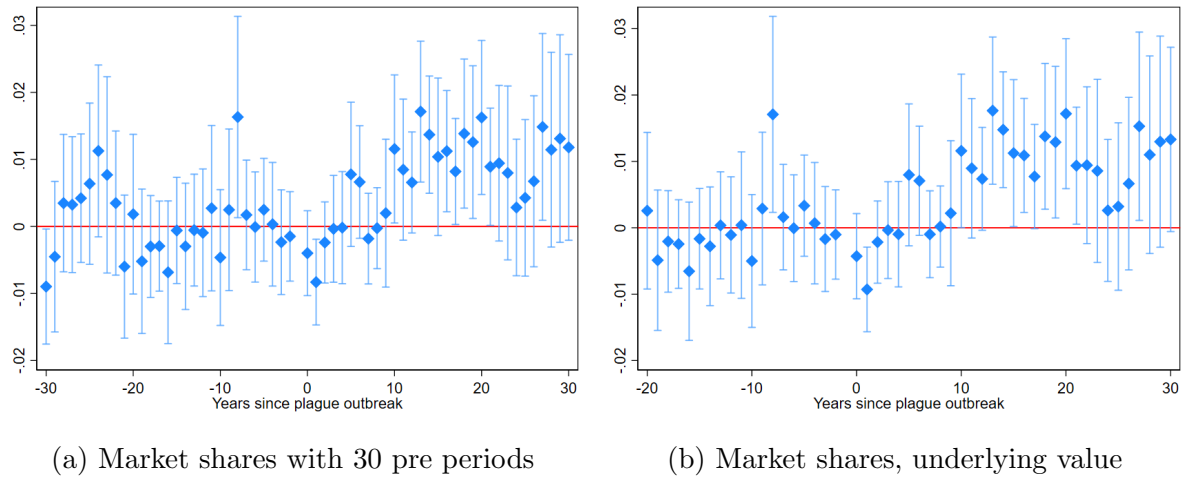 .03
.02
.01
0
-.01
-.02
-30 -20 -10 0 10 20 30
Years since plague outbreak
(a) Market shares with 30 pre periods
.03
.02
.01
0
-.01
-.02
-20 -10 0 10 20 30
Years since plague outbreak
(b) Market shares, underlying value